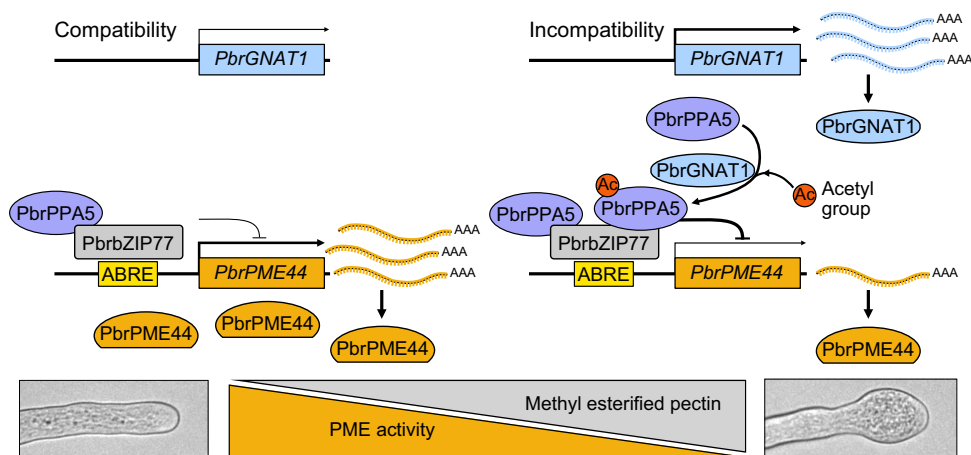 Compatibility
PbrGNAT1
PbrPPA5
PbrbZIP77
ABRE
PbrPME44
AAA
AAA
AAA
PbrPME44
PbrPME44
PbrPME44
Incompatibility
PbrGNAT1
AAA
AAA
AAA
PbrGNAT1
PbrPPA5
PbrGNAT1
Ac
Acetyl
group
Ac
PbrPPA5
PbrPPA5
PbrbZIP77
ABRE
PbrPME44
AAA
PbrPME44
Methyl esterified pectin
PME activity